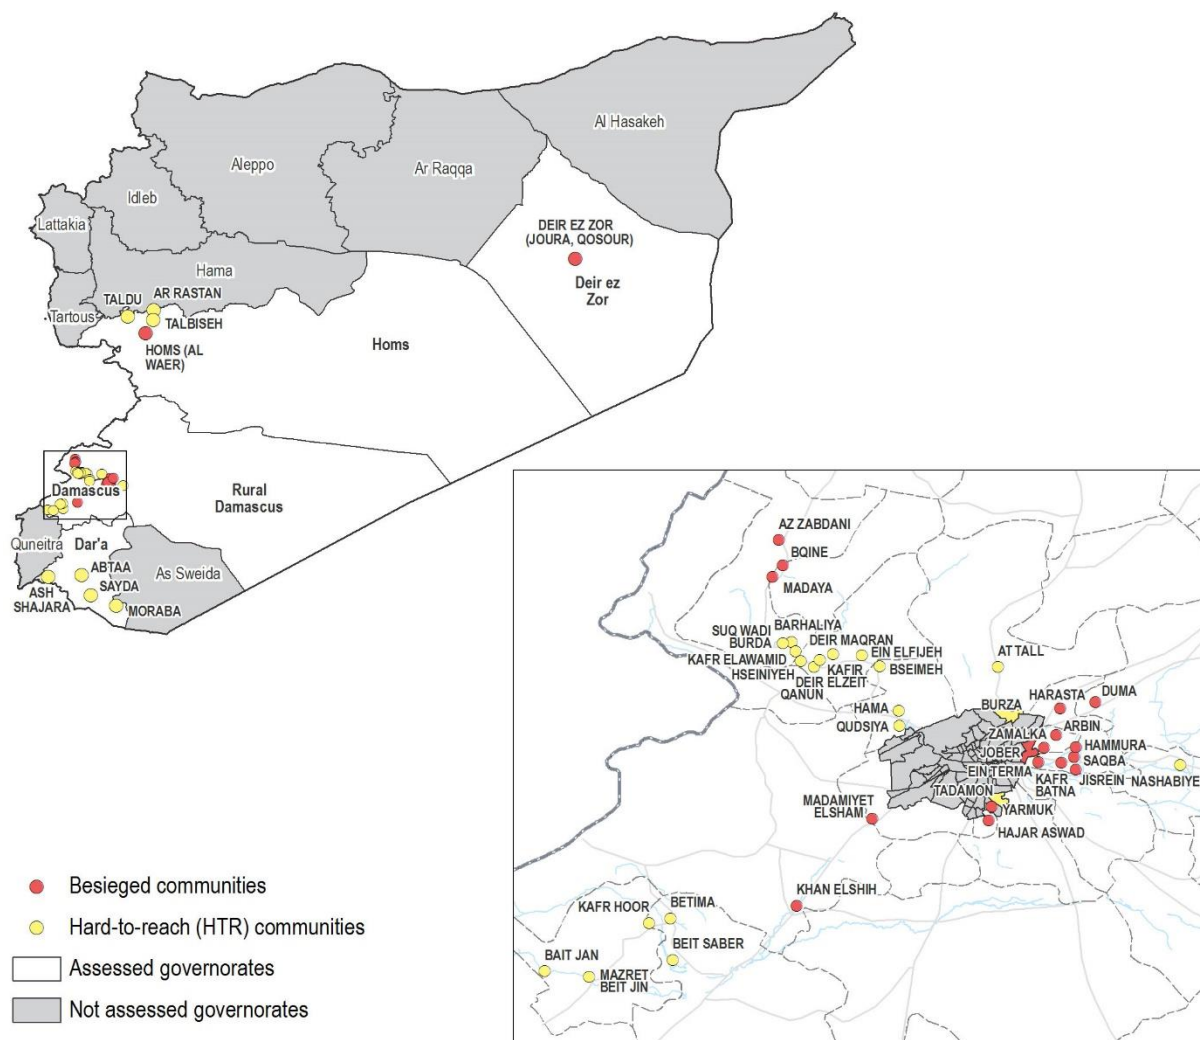 Al Hasakeh
Aleppo
Ar Raqqa
Idleb
Lattakia
DEIR EZ ZOR
(JOURA, QOSOUR)
Deir ez
Zor
Hama
TALDU
AR RASTAN
Tartous
TALBISEH
HOMS (AL
WAER)
Homs
Damascus
Rural
Damascus
Quneitra
Dar'a
ABTAA
As Sweida
SAYDA
ASH
SHAJARA
MORABA
AZ ZABDANI
BQINE
MADAYA
BARHALIYA
SUQ WADI
BURDA
DEIR MAQRAN
EIN ELFIJEH
KAFR ELAWAMID
KAFIR
ELZEIT
BSEIMEH
HSEINIYEH
DEIR
QANUN
AT TALL
HAMA
QUDSIYA
BURZA
HARASTA
DUMA
ZAMALKA
ARBIN
JOBER
HAMMURA
SAQBA
EIN TERMA
KAFR
BATNA
JISREIN
NASHABIYEH
TADAMON
YARMUK
HAJAR ASWAD
MADAMIYET
ELSHAM
KHAN ELSHIH
KAFR HOOR
BETIMA
BEIT SABER
BAIT JAN
MAZRET
BEIT JIN
Besieged communities
Hard-to-reach (HTR) communities
Assessed governorates
Not assessed governorates